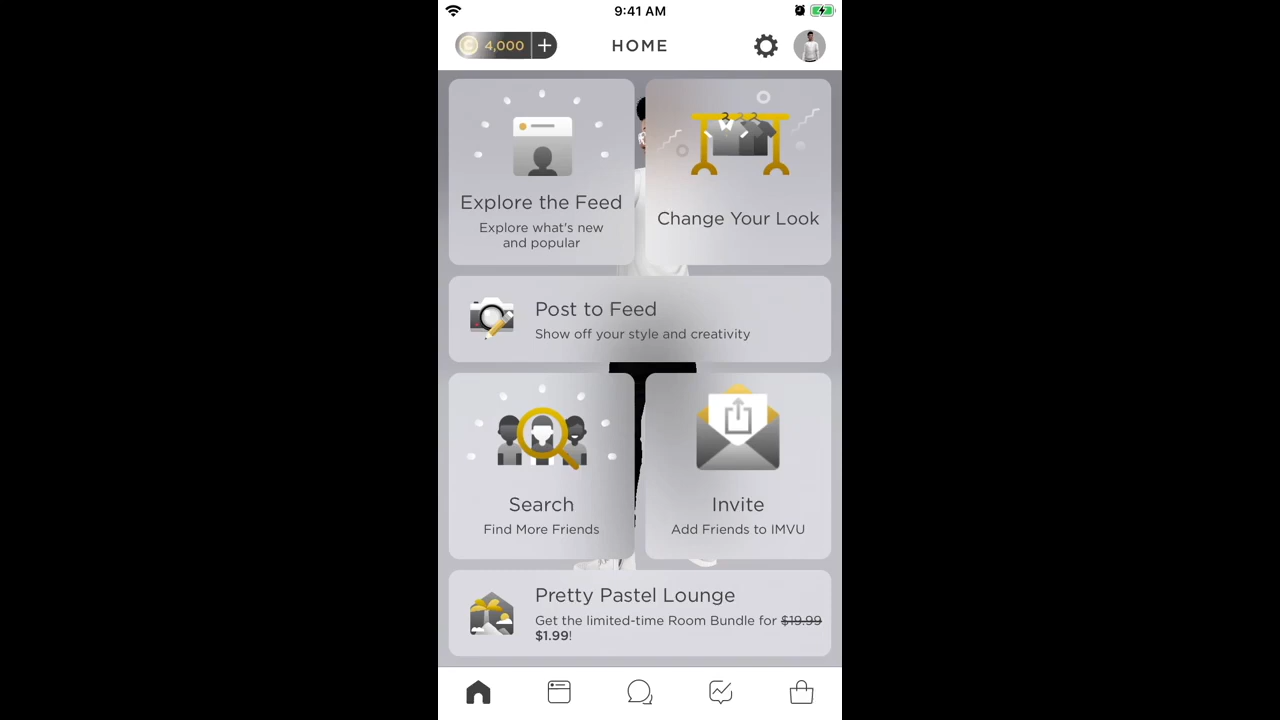 9:41 AM
4,000
HOME
Explore the Feed
Explore what's new
and popular
Change Your Look
Post to Feed
Show off your style and creativity
Search
Find More Friends
Invite
Add Friends to IMVU
Pretty Pastel Lounge
Get the limited-time Room Bundle for $19.99
$1.99!